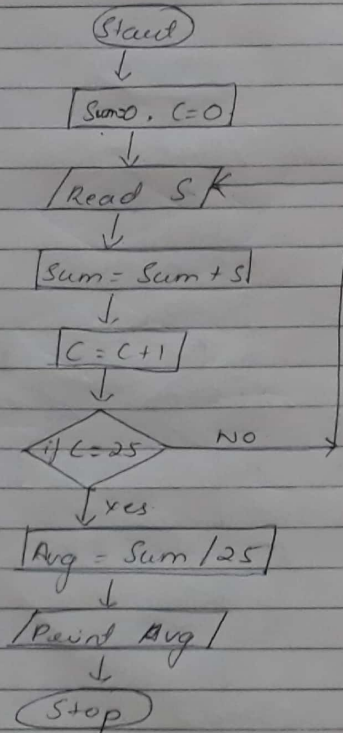 Start
Sum=0, C=0
Read S
Sum = Sum + S
C = C+1
if C=25
NO
Yes
Avg = Sum /25
Print Avg
Stop